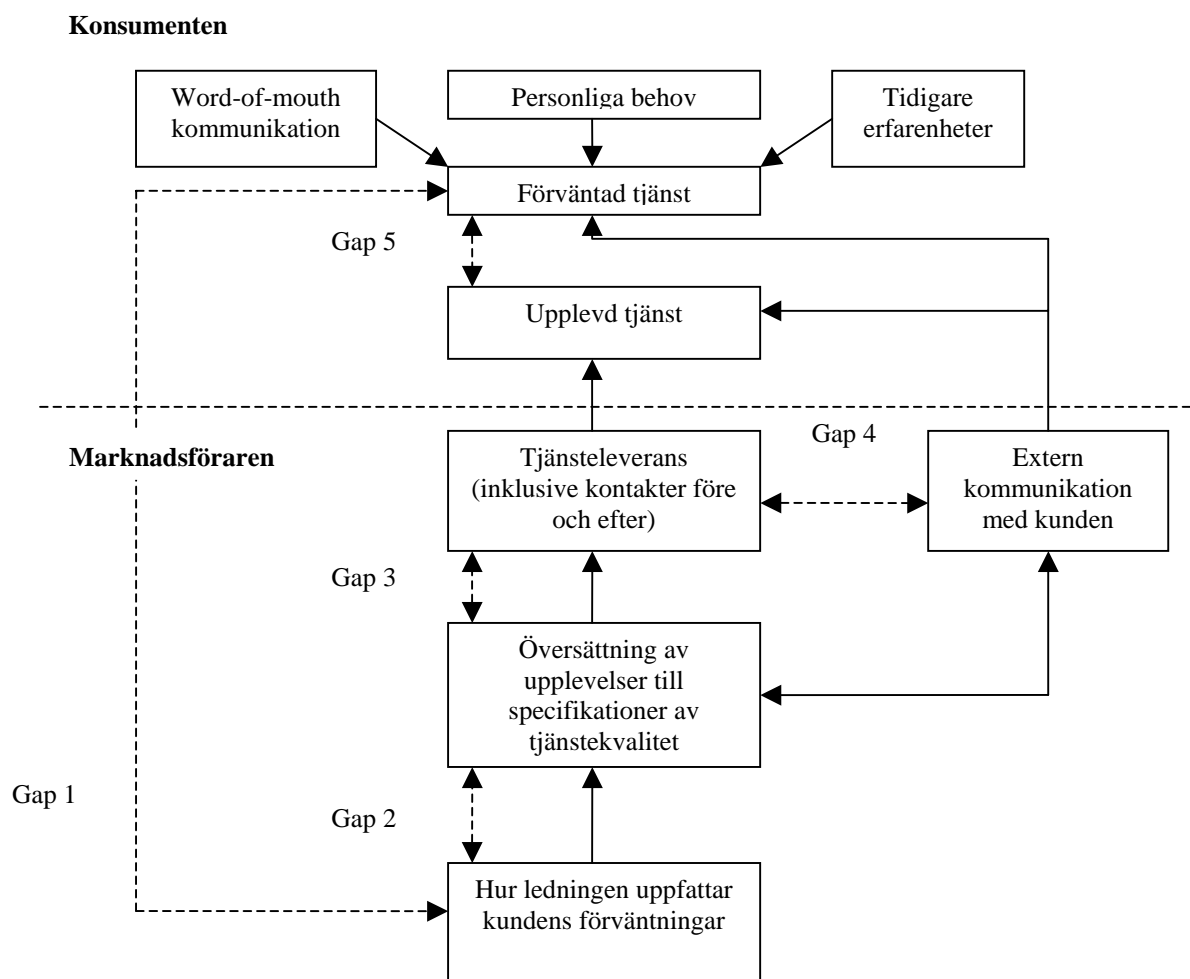 Konsumenten
Word-of-mouth
kommunikation
Personliga behov
Tidigare
erfarenheter
Förväntad tjänst
Gap 5
Upplevd tjänst
Gap 4
Marknadsföraren
Tjänsteleverans
(inklusive kontakter före
och efter)
Extern
kommunikation
med kunden
Gap 3
Översättning av
upplevelser till
specifikationer av
tjänstekvalitet
Gap 1
Gap 2
Hur ledningen uppfattar
kundens förväntningar